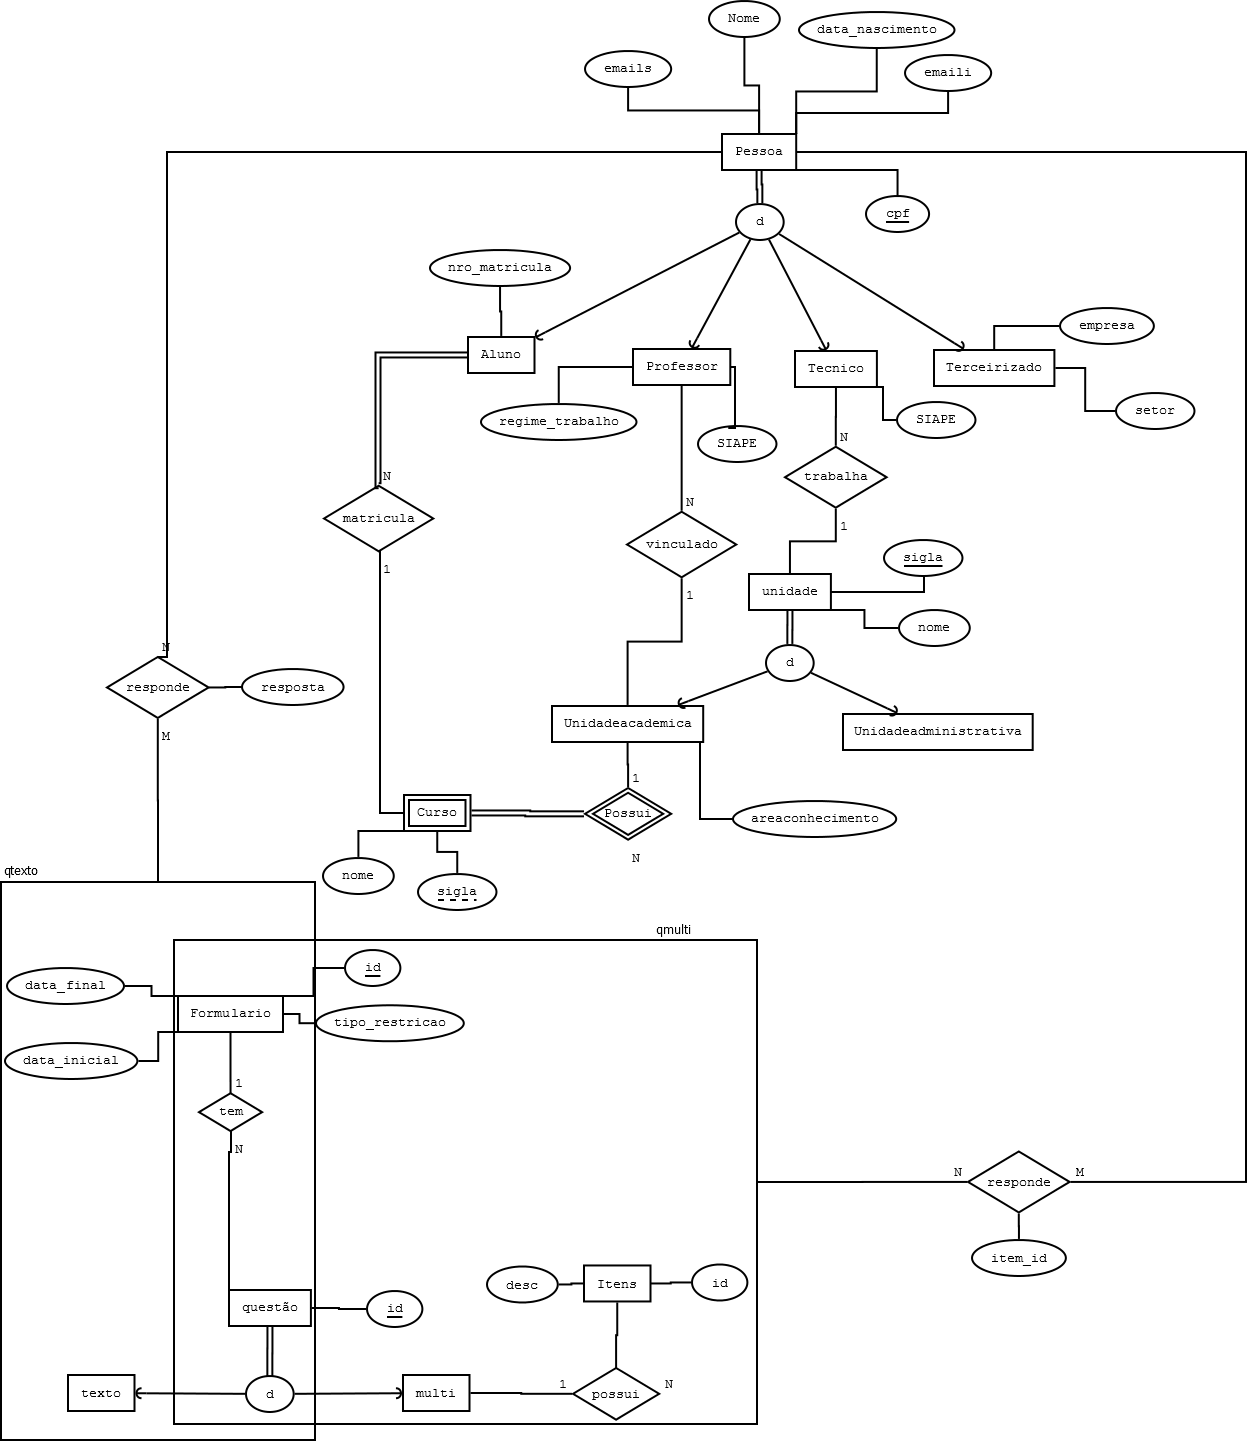 Nome
data_nascimento
emails
emaili
Pessoa
cpf
d
nro_matricula
empresa
Aluno
Professor
Tecnico
Terceirizado
regime_trabalho
SIAPE
SIAPE
setor
N
N
N
matricula
vinculado
trabalha
1
1
1
sigla
unidade
nome
N
d
responde
resposta
M
Unidadeacademica
Unidadeadministrativa
1
Curso
Possui
areaconhecimento
N
nome
sigla
qtexto
qmulti
id
data_final
Formulario
tipo_restricao
data_inicial
1
tem
N
N
responde
M
item_id
desc
Itens
id
questão
id
texto
d
multi
1
possui
N